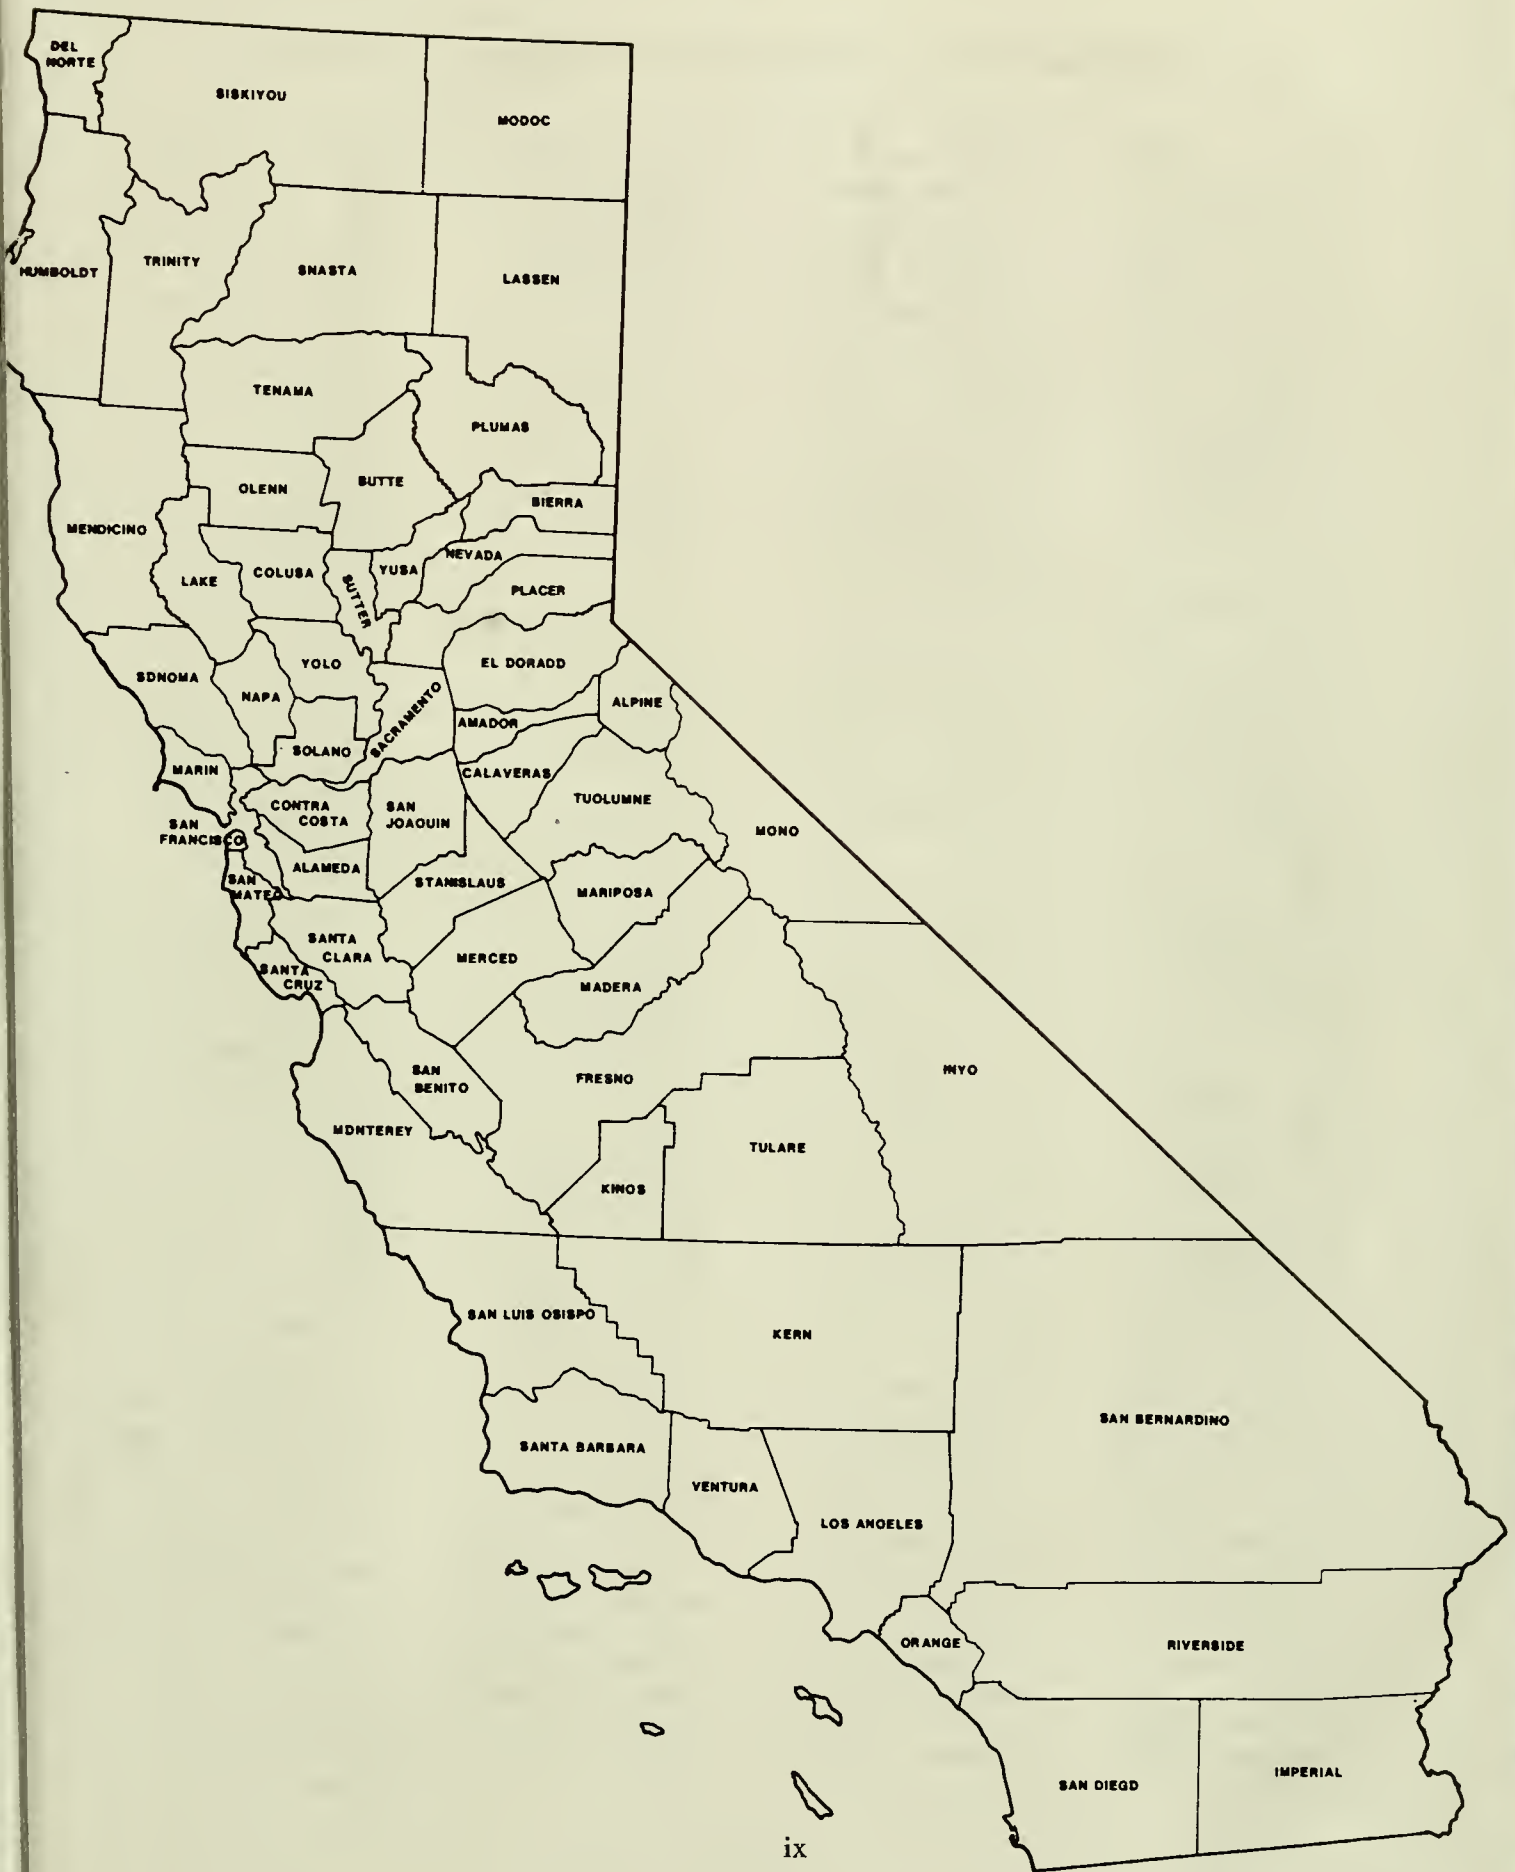 DEL
NORTE
SISKIYOU
MODOC
HUMBOLDT
TRINITY
SNASTA
LASSEN
TENAMA
PLUMAS
OLENN
BUTTE
BIERRA
MENDICINO
LAKE
COLUSA
SUTTER
YUSA
NEVADA
PLACER
SDNOMA
NAPA
YOLO
SACRAMENTO
EL DORADD
ALPINE
AMADOR
SOLANO
MARIN
CALAVERAS
CONTRA
COSTA
SAN
JOAOUIN
TUOLUMNE
MONO
SAN
FRANCISCO
ALAMEDA
STANISLAUS
MARIPOSA
SAN
MATEO
SANTA
CLARA
MERCED
MADERA
SANTA
CRUZ
SAN
BENITO
FRESNO
INYO
MDNTEREY
TULARE
KINOS
SAN LUIS OSISPO
KERN
SAN BERNARDINO
SANTA BARBARA
VENTURA
LOS ANOELES
ORANGE
RIVERSIDE
SAN DIEGD
IMPERIAL
ix